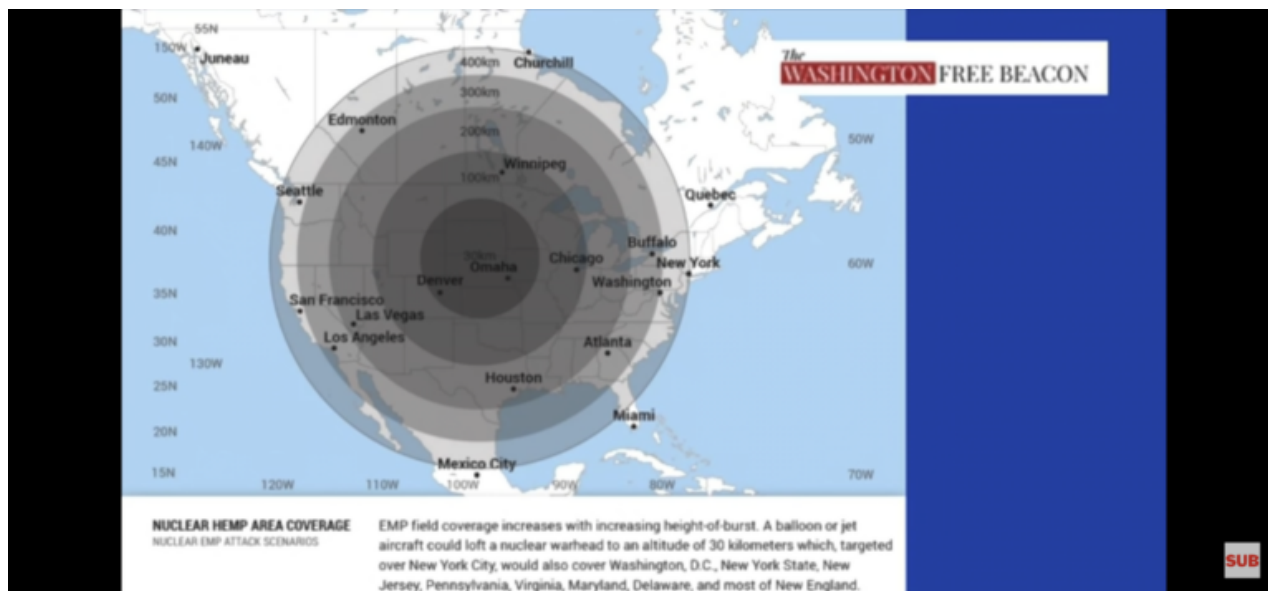 55N
150W
Juneau
400km
Churchill
The
WASHINGTON FREE BEACON
300km
50N
Edmonton
200km
50W
140W
45N
Winnipeg
100km
Seattle
Quebec
40N
Buffalo
30km
Chicago
New York
60W
Omaha
Denver
Washington
35N
San Francisco
Las Vegas
30N
Los Angeles
Atlanta
130W
25N
Houston
Miami
20N
Mexico City
15N
120W
110W
100W
90W
80W
70W
NUCLEAR HEMP AREA COVERAGE
NUCLEAR EMP ATTACK SCENARIOS
EMP field coverage increases with increasing height-of-burst. A balloon or jet
aircraft could loft a nuclear warhead to an altitude of 30 kilometers which, targeted
over New York City, would also cover Washington, D.C., New York State, New
Jersey, Pennsylvania, Virginia, Maryland, Delaware, and most of New England.
SUB